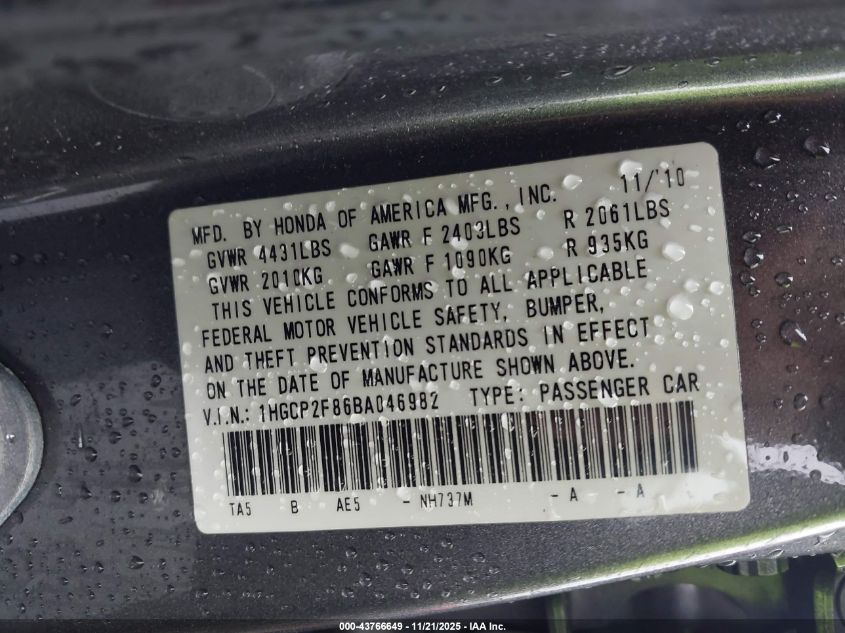 MFD. BY HONDA OF AMERICA MFG., INC. 11/'10
GVWR 4431LBS GAWR F 2403LBS R 2061LBS
GVWR 2010KG GAWR F 1090KG R 935KG
THIS VEHICLE CONFORMS TO ALL APPLICABLE
FEDERAL MOTOR VEHICLE SAFETY, BUMPER,
AND THEFT PREVENTION STANDARDS IN EFFECT
ON THE DATE OF MANUFACTURE SHOWN ABOVE.
V.I.N.: 1HGCP2F86BA046982 TYPE: PASSENGER CAR
TA5 B AE5 - NH737M - A - A
000-43766649 - 11/21/2025 - IAA Inc.